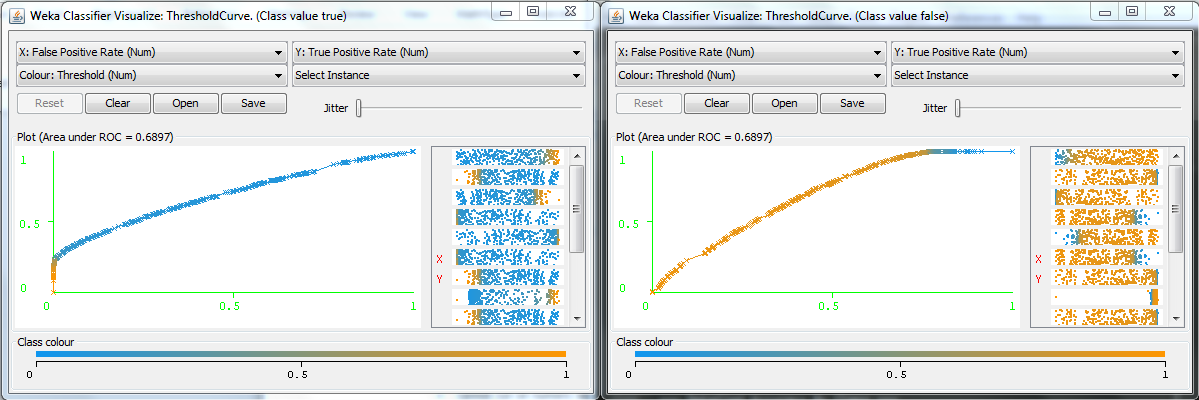 Weka Classifier Visualize: ThresholdCurve. (Class value true)
X: False Positive Rate (Num)
Y: True Positive Rate (Num)
Colour: Threshold (Num)
Select Instance
Reset
Clear
Open
Save
Jitter
Plot (Area under ROC = 0.6897)
1
0.5
0
0
0.5
1
X
Y
Class colour
0
0.5
1
Weka Classifier Visualize: ThresholdCurve. (Class value false)
X: False Positive Rate (Num)
Y: True Positive Rate (Num)
Colour: Threshold (Num)
Select Instance
Reset
Clear
Open
Save
Jitter
Plot (Area under ROC = 0.6897)
1
0.5
0
0
0.5
1
X
Y
Class colour
0
0.5
1